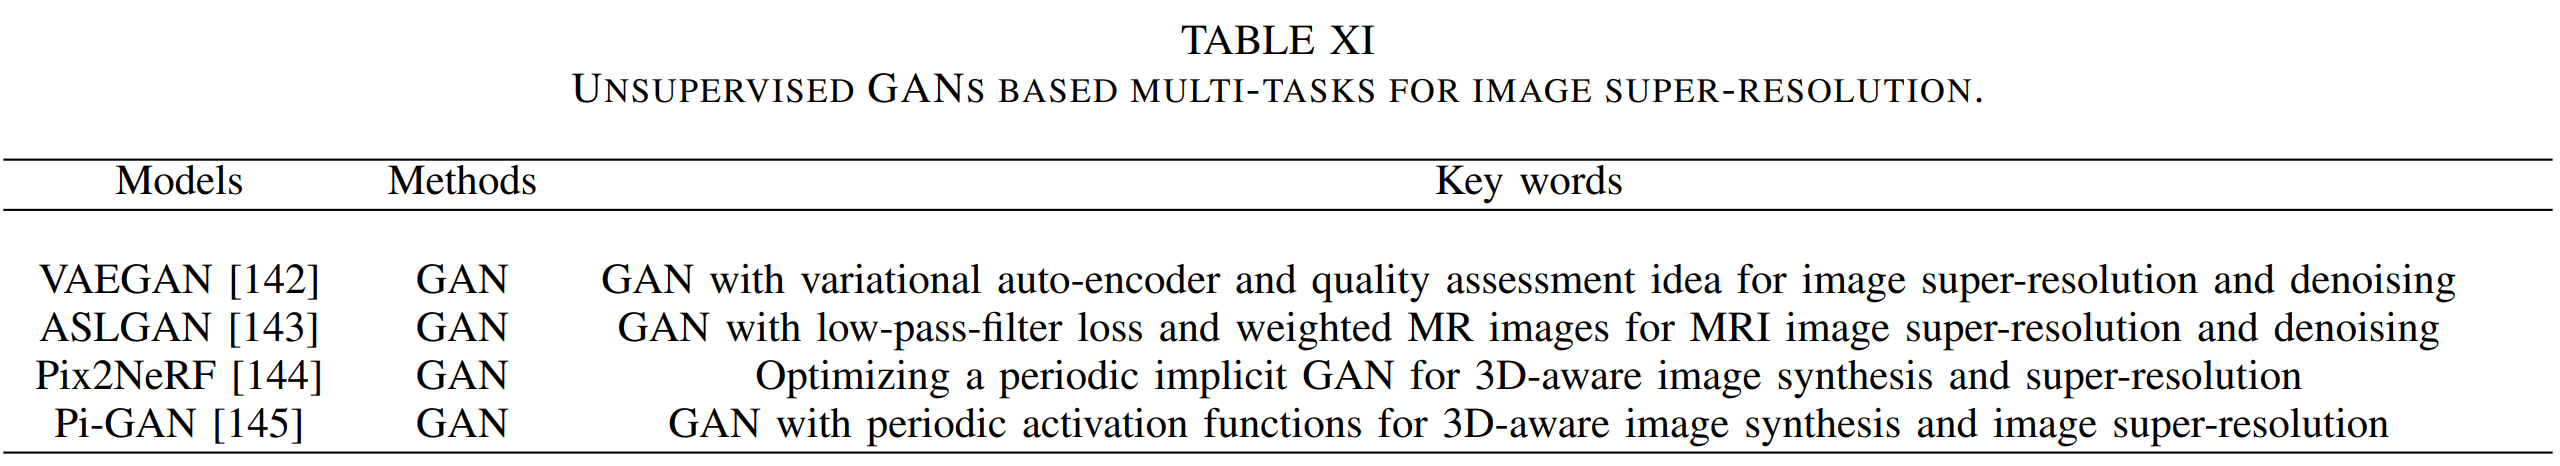 TABLE XI
UNSUPERVISED GANS BASED MULTI-TASKS FOR IMAGE SUPER-RESOLUTION.
Models Methods Key words
VAEGAN [142] GAN GAN with variational auto-encoder and quality assessment idea for image super-resolution and denoising
ASLGAN [143] GAN GAN with low-pass-filter loss and weighted MR images for MRI image super-resolution and denoising
Pix2NeRF [144] GAN Optimizing a periodic implicit GAN for 3D-aware image synthesis and super-resolution
Pi-GAN [145] GAN GAN with periodic activation functions for 3D-aware image synthesis and image super-resolution